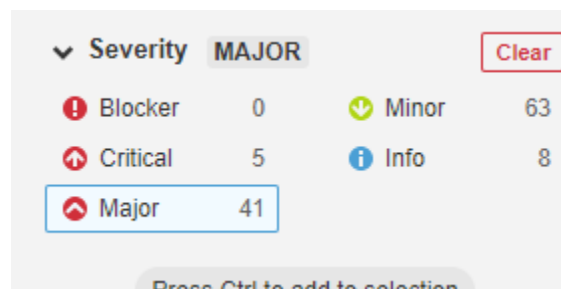 Severity MAJOR Clear
Blocker 0 Minor 63
Critical 5 Info 8
Major 41
Press Ctrl to add to selection